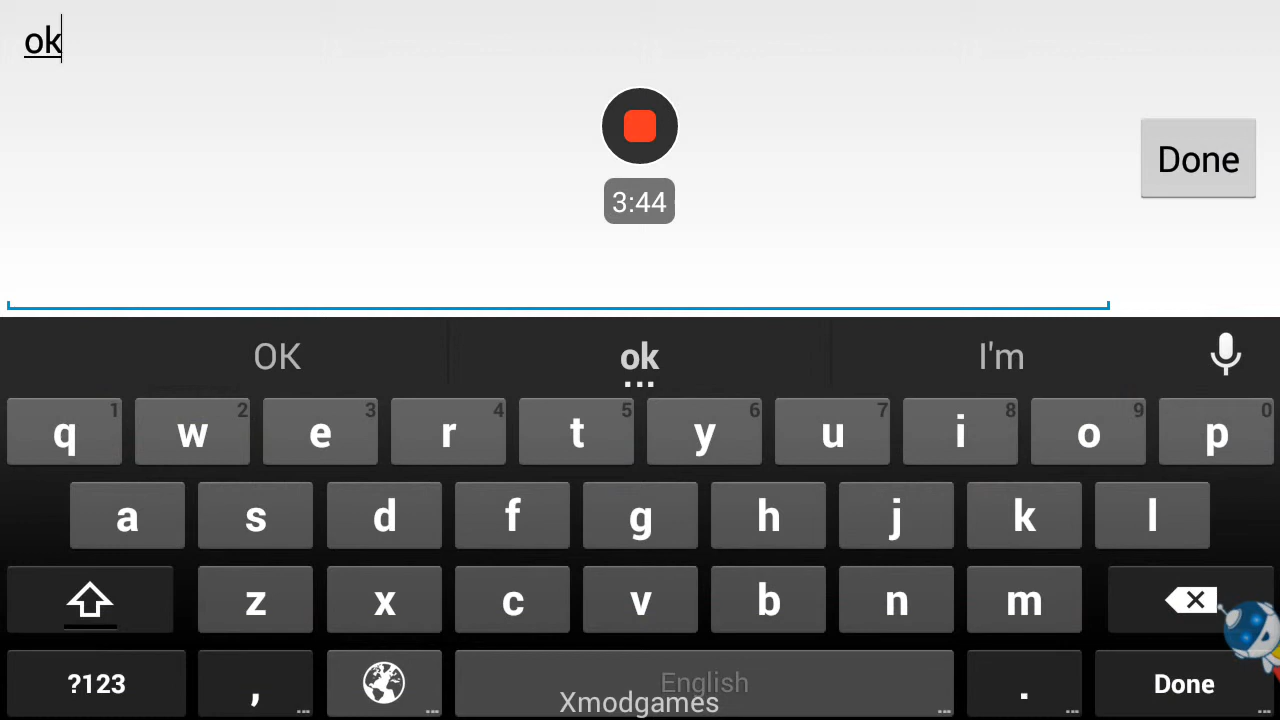 ok
Done
3:44
OK ok I'm
q 1 w 2 e 3 r 4 t 5 y 6 u 7 i 8 o 9 p 0
a s d f g h j k l
z x c v b n m
?123 , English . Done
Xmodgames